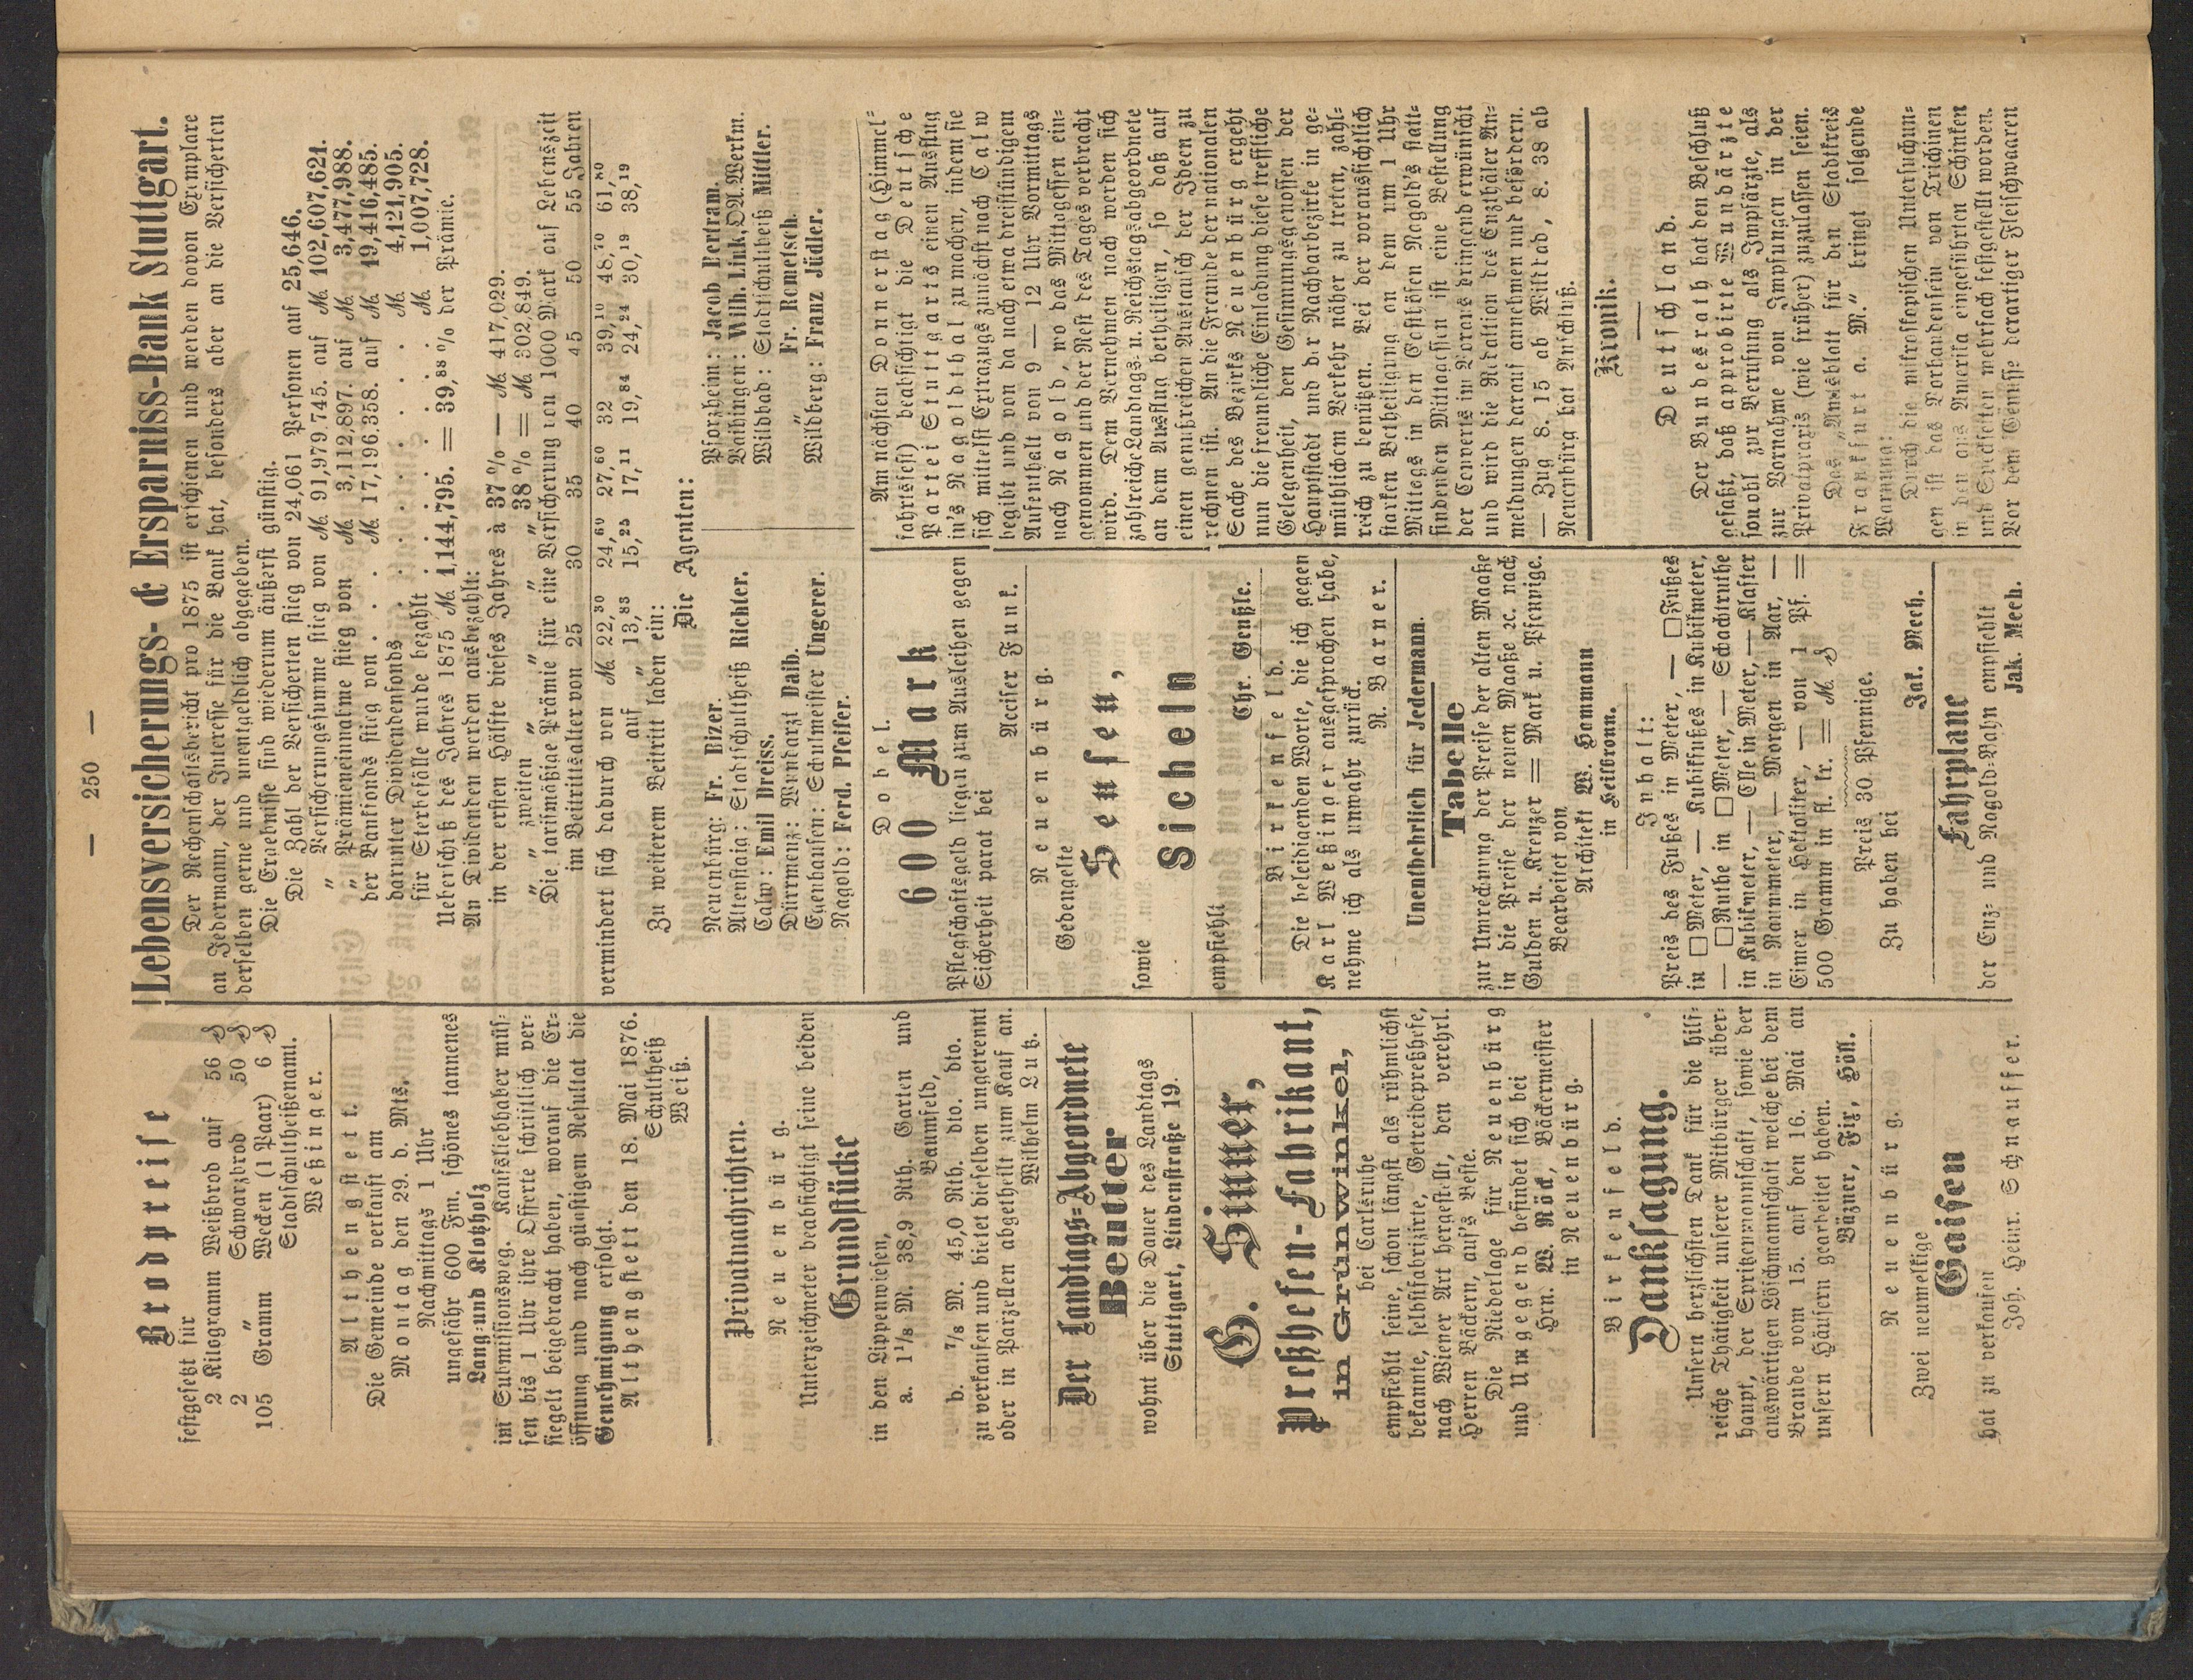 — 250 —
Brodpreise
festgesetzt für
2 Kilogramm Weißbrod auf 56 ₰
2 „ Schwarzbrod 50 ₰
105 Gramm Wecken (1 Paar) 6 ₰
Stadtschultheißenamt.
Weßinger.
Althengstett.
Die Gemeinde verkauft am
Montag den 29. d. Mts.
Nachmittags 1 Uhr
ungefähr 600 Fm. schönes tannenes
Lang- und Klotzholz
im Submissionsweg. Kaufsliebhaber müs-
sen bis 1 Uhr ihre Offerte schriftlich ver-
siegelt beigebracht haben, worauf die Er-
öffnung und nach günstigem Resultat die
Genehmigung erfolgt.
Althengstett den 18. Mai 1876.
Schultheiß
Weiß.
Privatnachrichten.
Neuenbürg.
Unterzeichneter beabsichtigt seine beiden
Grundstücke
in den Lippenwiesen,
a. 1⅛ M. 38,9 Rth. Garten und
Baumfeld,
b. ⅞ M. 45,0 Rth. dto. dto.
zu verkaufen und bietet dieselben ungetrennt
oder in Parzellen abgetheilt zum Kauf an.
Wilhelm Lutz.
Der Landtags-Abgeordnete
Beutter
wohnt über die Dauer des Landtags
Stuttgart, Lindenstraße 19.
G. Sinner,
Preßhefen-Fabrikant,
in Grünwinkel,
bei Carlsruhe
empfiehlt seine, schon längst als rühmlichst
bekannte, selbstfabrizirte, Getreidepreßhefe,
nach Wiener Art hergestellt, den verehrl.
Herren Bäckern, auf's Beste.
Die Niederlage für Neuenbürg
und Umgegend befindet sich bei
Hrn. W. Röck, Bäckermeister
in Neuenbürg.
Birkenfeld.
Danksagung.
Unsern herzlichsten Dank für die hilf-
reiche Thätigkeit unserer Mitbürger über-
haupt, der Spritzenmannschaft, sowie der
auswärtigen Löschmannschaft welche bei dem
Brande vom 15. auf den 16. Mai an
unsern Häusern gearbeitet haben.
Büzner, Fix, Höll.
Neuenbürg.
Zwei neumelkige
Gaisen
hat zu verkaufen
Joh. Heinr. Schnauffer.
Lebensversicherungs- & Ersparniss-Bank Stuttgart.
Der Rechenschaftsbericht pro 1875 ist erschienen und werden davon Exemplare
an Jedermann, der Interesse für die Bank hat, besonders aber an die Versicherten
derselben gerne und unentgeldlich abgegeben.
Die Ergebnisse sind wiederum äußerst günstig.
Die Zahl der Versicherten stieg von 24,061 Personen auf 25,646.
„ Versicherungssumme stieg von M. 91,979,745. auf M. 102,607,621.
„ Prämieneinnahme stieg von M. 3,112,897. auf M. 3,477,988.
der Bankfonds stieg von . . M. 17,196,358. auf M. 19,416,485.
darunter Dividendenfonds . . . . . . M. 4,121,905.
für Sterbefälle wurde bezahlt . . . . . M. 1,007,728.
Ueberschuß des Jahres 1875 M. 1,144,795. = 39,88 % der Prämie.
An Dividenden werden ausbezahlt:
in der ersten Hälfte dieses Jahres à 37 % — M. 417,029.
„ „ zweiten „ „ „ 38 % = M. 302,849.
Die tarifmäßige Prämie für eine Versicherung von 1000 Mark auf Lebenszeit
im Beitrittsalter von 25 30 35 40 45 50 55 Jahren
M. 22,30 24,60 27,60 32 39,10 48,70 61,80
vermindert sich dadurch von
auf „ 13,83 15,25 17,11 19,84 24,24 30,19 38,19
Zu weiterem Beitritt laden ein:
Die Agenten:
Neuenbürg: Fr. Bizer.
Altenstaig: Stadtschultheiß Richter.
Calw: Emil Dreiss.
Dürrmenz: Wundarzt Daib.
Egenhausen: Schulmeister Ungerer.
Nagold: Ferd. Pfeifer.
Pforzheim: Jacob Bertram.
Vaihingen: Wilh. Link, OA.Werkm.
Wildbad: Stadtschultheiß Mittler.
„ Fr. Rometsch.
Wildberg: Franz Jüdler.
Dobel.
600 Mark
Pflegschaftsgeld liegen zum Ausleihen gegen
Sicherheit parat bei
Acciser Funk.
Neuenbürg.
Gedengelte
Sensen,
sowie
Sicheln
empfiehlt
Chr. Genßle.
Birkenfeld.
Die beleidigenden Worte, die ich gegen
Karl Weßinger ausgesprochen habe,
nehme ich als unwahr zurück.
R. Barner.
Unentbehrlich für Jedermann.
Tabelle
zur Umrechnung der Preise der alten Maaße
in die Preise der neuen Maaße 2c. nach
Gulden u. Kreuzer = Mark u. Pfennige.
Bearbeitet von
Architekt W. Hammann
in Heilbronn.
Inhalt:
Preis des Fußes in Meter, — □Fußes
in □Meter, — Kubikfußes in Kubikmeter,
— □Ruthe in □Meter, — Schachtruthe
in Kubikmeter, — Elle in Meter, — Klafter
in Raummeter, — Morgen in Aar, —
Eimer in Hektoliter, — von 1 Pf. =
500 Gramm in fl. kr. = M. ₰
Preis 30 Pfennige.
Zu haben bei
Jak. Meeh.
Fahrplane
der Enz- und Nagold-Bahn empfiehlt
Jak. Meeh.
Am nächsten Donnerstag (Himmel-
fahrtsfest) beabsichtigt die Deutsche
Partei Stuttgarts einen Ausflug
in's Nagoldthal zu machen, indem sie
sich mittelst Extrazugs zunächst nach Calw
begibt und von da nach etwa dreistündigem
Aufenthalt von 9 — 12 Uhr Vormittags
nach Nagold, wo das Mittagessen ein-
genommen und der Rest des Tages verbracht
wird. Dem Vernehmen nach werden sich
zahlreiche Landtags- u. Reichstagsabgeordnete
an dem Ausflug betheiligen, so daß auf
einen genußreichen Austausch der Ideen zu
rechnen ist. An die Freunde der nationalen
Sache des Bezirks Neuenbürg ergeht
nun die freundliche Einladung diese treffliche
Gelegenheit, den Gesinnungsgenossen der
Hauptstadt und der Nachbarbezirke in ge-
müthlichem Verkehr näher zu treten, zahl-
reich zu benützen. Bei der voraussichtlich
starken Betheiligung an dem um 1 Uhr
Mittags in den Gasthöfen Nagold's statt-
findenden Mittagessen ist eine Bestellung
der Couverts im Voraus dringend erwünscht
und wird die Redaktion des Enzthäler An-
meldungen darauf annehmen und befördern.
— Zug 8. 15 ab Wildbad, 8. 38 ab
Neuenbürg hat Anschluß.
Kronik.
Deutschland.
Der Bundesrath hat den Beschluß
gefaßt, daß approbirte Wundärzte
sowohl zur Berufung als Impfärzte, als
zur Vornahme von Impfungen in der
Privatpraxis (wie früher) zuzulassen seien.
Das „Amtsblatt für den Stadtkreis
Frankfurt a. M." bringt folgende
Warnung:
Durch die mikroskopischen Untersuchun-
gen ist das Vorhandensein von Trichinen
in den aus Amerika eingeführten Schinken
und Speckseiten mehrfach festgestellt worden.
Vor dem Genusse derartiger Fleischwaaren